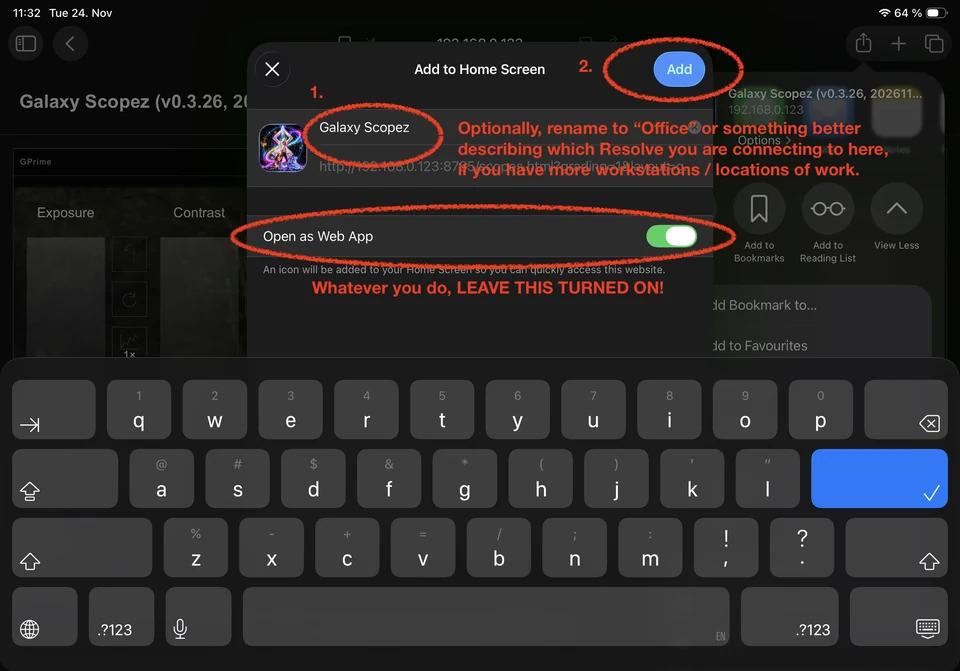 11:32 Tue 24. Nov
64 %
192.168.0.123
Add to Home Screen
2.
Add
Galaxy Scopez (v0.3.26, 20
Galaxy Scopez (v0.3.26, 202611...
192.168.0.123
1.
Galaxy Scopez
Optionally, rename to “Office” or something better
describing which Resolve you are connecting to here,
if you have more workstations / locations of work.
Options
GPrime
Exposure
Contrast
1x
Open as Web App
An icon will be added to your Home Screen so you can quickly access this website.
Whatever you do, LEAVE THIS TURNED ON!
Add to
Bookmarks
Add to
Reading List
View Less
dd Bookmark to...
dd to Favourites
1 2 3 4 5 6 7 8 9 0
q w e r t y u i o p
@ # $ & * ( ) ' "
a s d f g h j k l
% - + = / ; : ! ?
z x c v b n m , .
.?123
EN
.?123